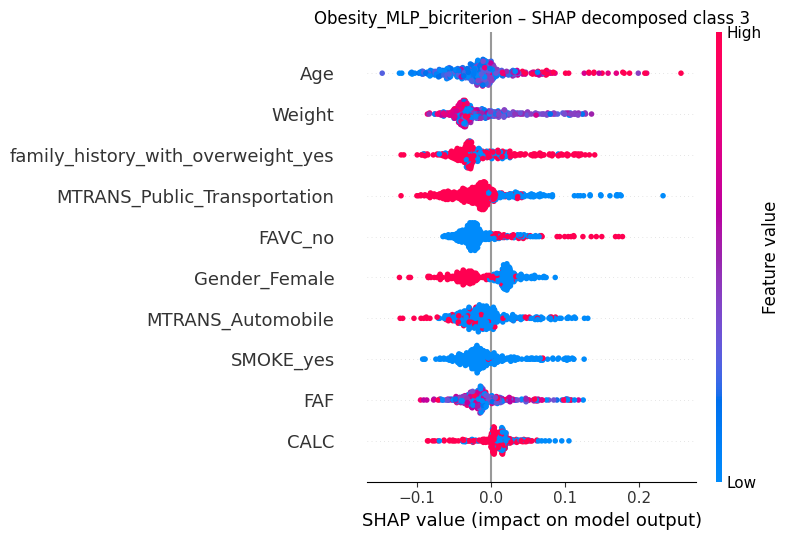 Obesity_MLP_bicriterion – SHAP decomposed class 3
High
Age
Weight
family_history_with_overweight_yes
MTRANS_Public_Transportation
FAVC_no
Gender_Female
MTRANS_Automobile
SMOKE_yes
FAF
CALC
Feature value
Low
−0.1 0.0 0.1 0.2
SHAP value (impact on model output)